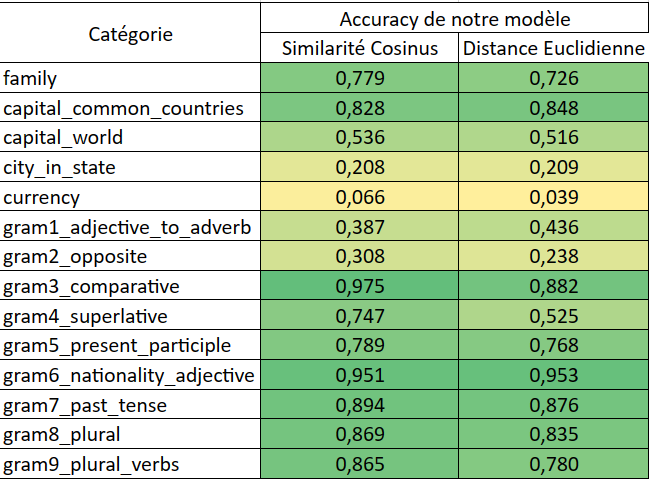 Catégorie Accuracy de notre modèle
Similarité Cosinus Distance Euclidienne
family 0,779 0,726
capital_common_countries 0,828 0,848
capital_world 0,536 0,516
city_in_state 0,208 0,209
currency 0,066 0,039
gram1_adjective_to_adverb 0,387 0,436
gram2_opposite 0,308 0,238
gram3_comparative 0,975 0,882
gram4_superlative 0,747 0,525
gram5_present_participle 0,789 0,768
gram6_nationality_adjective 0,951 0,953
gram7_past_tense 0,894 0,876
gram8_plural 0,869 0,835
gram9_plural_verbs 0,865 0,780